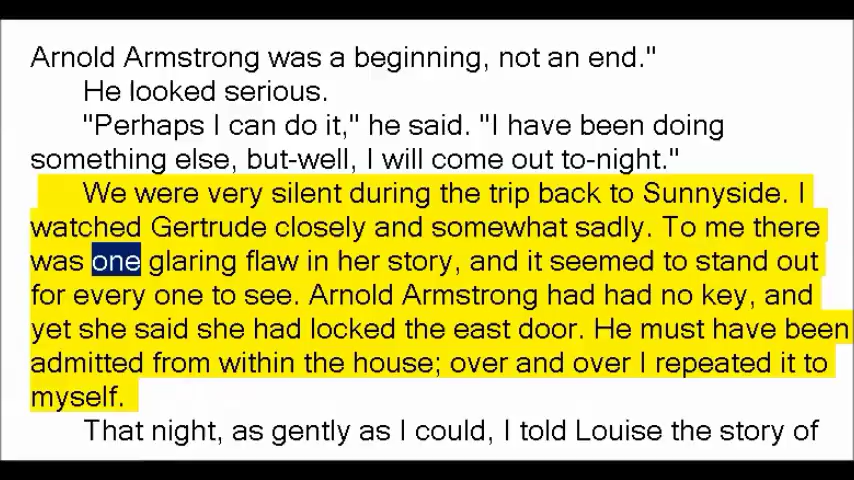 Arnold Armstrong was a beginning, not an end."
He looked serious.
"Perhaps I can do it," he said. "I have been doing
something else, but-well, I will come out to-night."
We were very silent during the trip back to Sunnyside. I
watched Gertrude closely and somewhat sadly. To me there
was one glaring flaw in her story, and it seemed to stand out
for every one to see. Arnold Armstrong had had no key, and
yet she said she had locked the east door. He must have been
admitted from within the house; over and over I repeated it to
myself.
That night, as gently as I could, I told Louise the story of